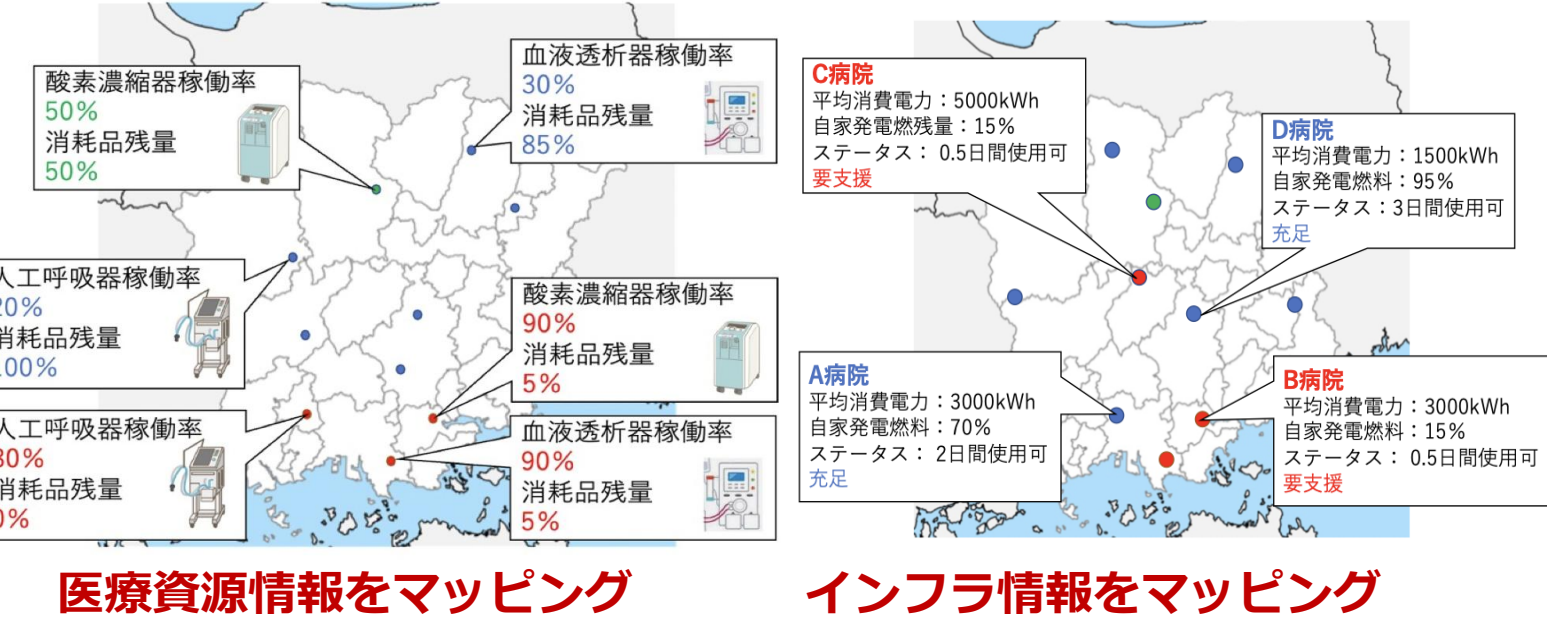 酸素濃縮器稼働率
50%
消耗品残量
50%
血液透析器稼働率
30%
消耗品残量
85%
人工呼吸器稼働率
20%
消耗品残量
100%
酸素濃縮器稼働率
90%
消耗品残量
5%
人工呼吸器稼働率
消耗品残量
0%
血液透析器稼働率
90%
消耗品残量
5%
医療資源情報をマッピング
C病院
平均消費電力：5000kWh
自家発電燃残量：15%
ステータス： 0.5日間使用可
要支援
D病院
平均消費電力：1500kWh
自家発電燃料：95%
ステータス：3日間使用可
充足
A病院
平均消費電力：3000kWh
自家発電燃料：70%
ステータス： 2日間使用可
充足
B病院
平均消費電力：3000kWh
自家発電燃料：15%
ステータス： 0.5日間使用可
要支援
インフラ情報をマッピング